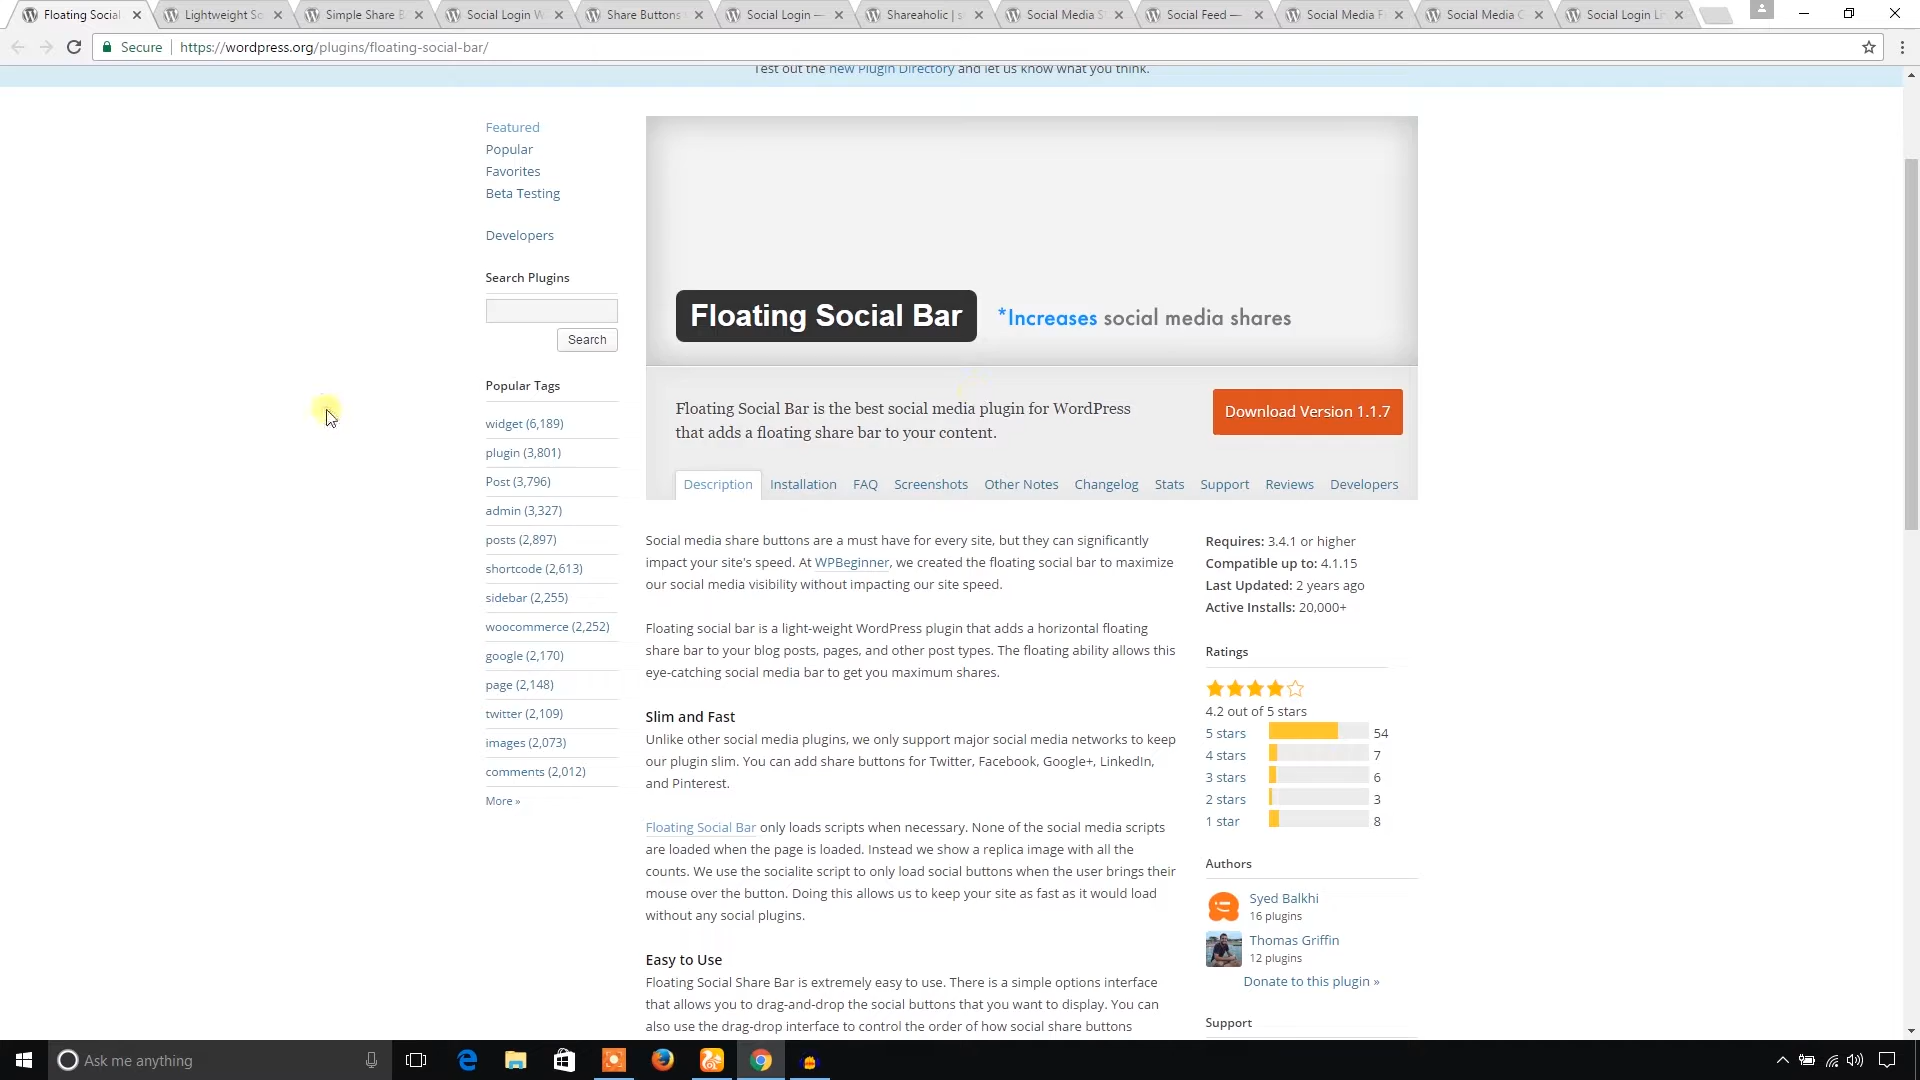 Floating Social
Lightweight So
Simple Share B
Social Login W
Share Buttons
Social Login —
Shareaholic | s
Social Media S
Social Feed —
Social Media F
Social Media C
Social Login Li
Secure
https://wordpress.org/plugins/floating-social-bar/
Test out the new Plugin Directory and let us know what you think.
Featured
Popular
Favorites
Beta Testing
Developers
Search Plugins
Search
Popular Tags
widget (6,189)
plugin (3,801)
Post (3,796)
admin (3,327)
posts (2,897)
shortcode (2,613)
sidebar (2,255)
woocommerce (2,252)
google (2,170)
page (2,148)
twitter (2,109)
images (2,073)
comments (2,012)
More »
Floating Social Bar
*Increases social media shares
Floating Social Bar is the best social media plugin for WordPress
that adds a floating share bar to your content.
Download Version 1.1.7
Description
Installation
FAQ
Screenshots
Other Notes
Changelog
Stats
Support
Reviews
Developers
Social media share buttons are a must have for every site, but they can significantly
impact your site's speed. At WPBeginner, we created the floating social bar to maximize
our social media visibility without impacting our site speed.
Floating social bar is a light-weight WordPress plugin that adds a horizontal floating
share bar to your blog posts, pages, and other post types. The floating ability allows this
eye-catching social media bar to get you maximum shares.
Slim and Fast
Unlike other social media plugins, we only support major social media networks to keep
our plugin slim. You can add share buttons for Twitter, Facebook, Google+, LinkedIn,
and Pinterest.
Floating Social Bar only loads scripts when necessary. None of the social media scripts
are loaded when the page is loaded. Instead we show a replica image with all the
counts. We use the socialite script to only load social buttons when the user brings their
mouse over the button. Doing this allows us to keep your site as fast as it would load
without any social plugins.
Easy to Use
Floating Social Share Bar is extremely easy to use. There is a simple options interface
that allows you to drag-and-drop the social buttons that you want to display. You can
also use the drag-drop interface to control the order of how social share buttons
Requires: 3.4.1 or higher
Compatible up to: 4.1.15
Last Updated: 2 years ago
Active Installs: 20,000+
Ratings
4.2 out of 5 stars
5 stars 54
4 stars 7
3 stars 6
2 stars 3
1 star 8
Authors
Syed Balkhi
16 plugins
Thomas Griffin
12 plugins
Donate to this plugin »
Support
Ask me anything